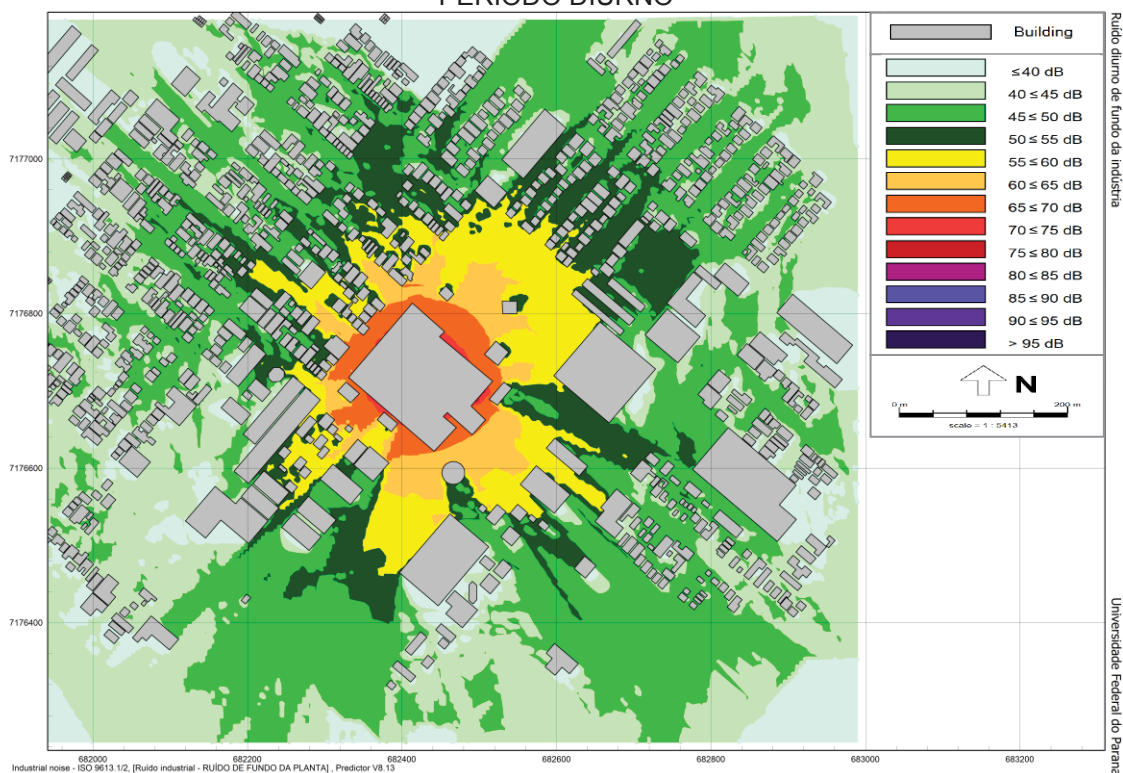 PERÍODO DIURNO
Building
≤40 dB
40 ≤ 45 dB
45 ≤ 50 dB
50 ≤ 55 dB
55 ≤ 60 dB
60 ≤ 65 dB
65 ≤ 70 dB
70 ≤ 75 dB
75 ≤ 80 dB
80 ≤ 85 dB
85 ≤ 90 dB
90 ≤ 95 dB
> 95 dB
N
0 m 200 m
scale = 1 : 5413
Ruído diurno de fundo da indústria
Universidade Federal do Paraná
7177000
7176800
7176600
7176400
682000 682200 682400 682600 682800 683000 683200
Industrial noise - ISO 9613.1/2, [Ruído industrial - RUÍDO DE FUNDO DA PLANTA] , Predictor V8.13